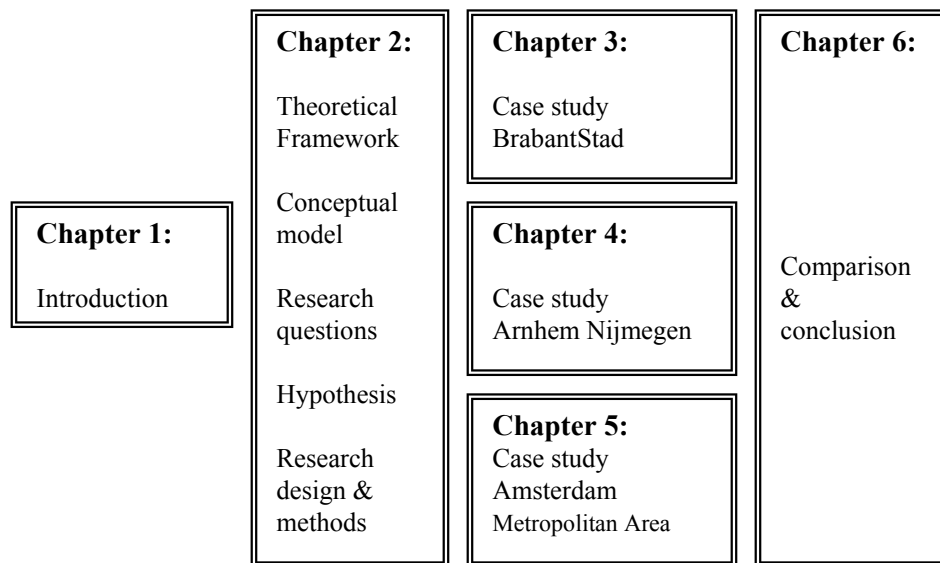 Chapter 1:
Introduction
Chapter 2:
Theoretical
Framework
Conceptual
model
Research
questions
Hypothesis
Research
design &
methods
Chapter 3:
Case study
BrabantStad
Chapter 4:
Case study
Arnhem Nijmegen
Chapter 5:
Case study
Amsterdam
Metropolitan Area
Chapter 6:
Comparison
&
conclusion